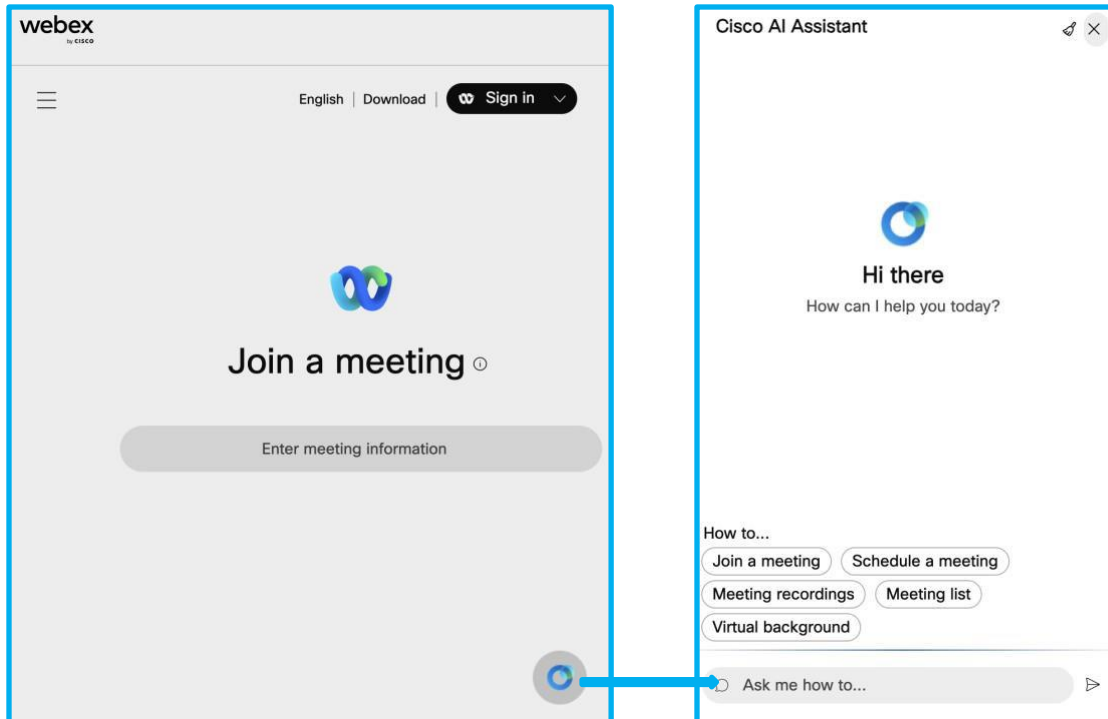 webex
by CISCO
English | Download | Sign in
Join a meeting
Enter meeting information
Cisco AI Assistant
Hi there
How can I help you today?
How to...
Join a meeting Schedule a meeting
Meeting recordings Meeting list
Virtual background
Ask me how to...